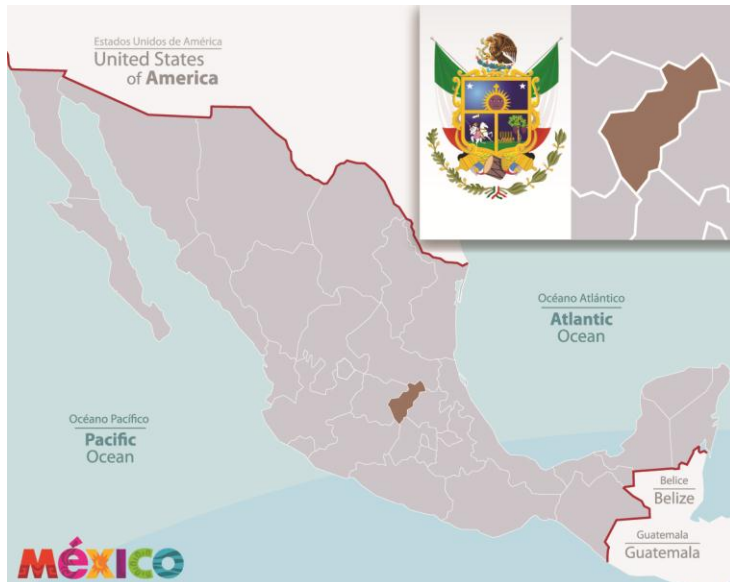 Estados Unidos de América
United States
of America
Océano Atlántico
Atlantic
Ocean
Océano Pacífico
Pacific
Ocean
Belice
Belize
Guatemala
Guatemala
MéXICO